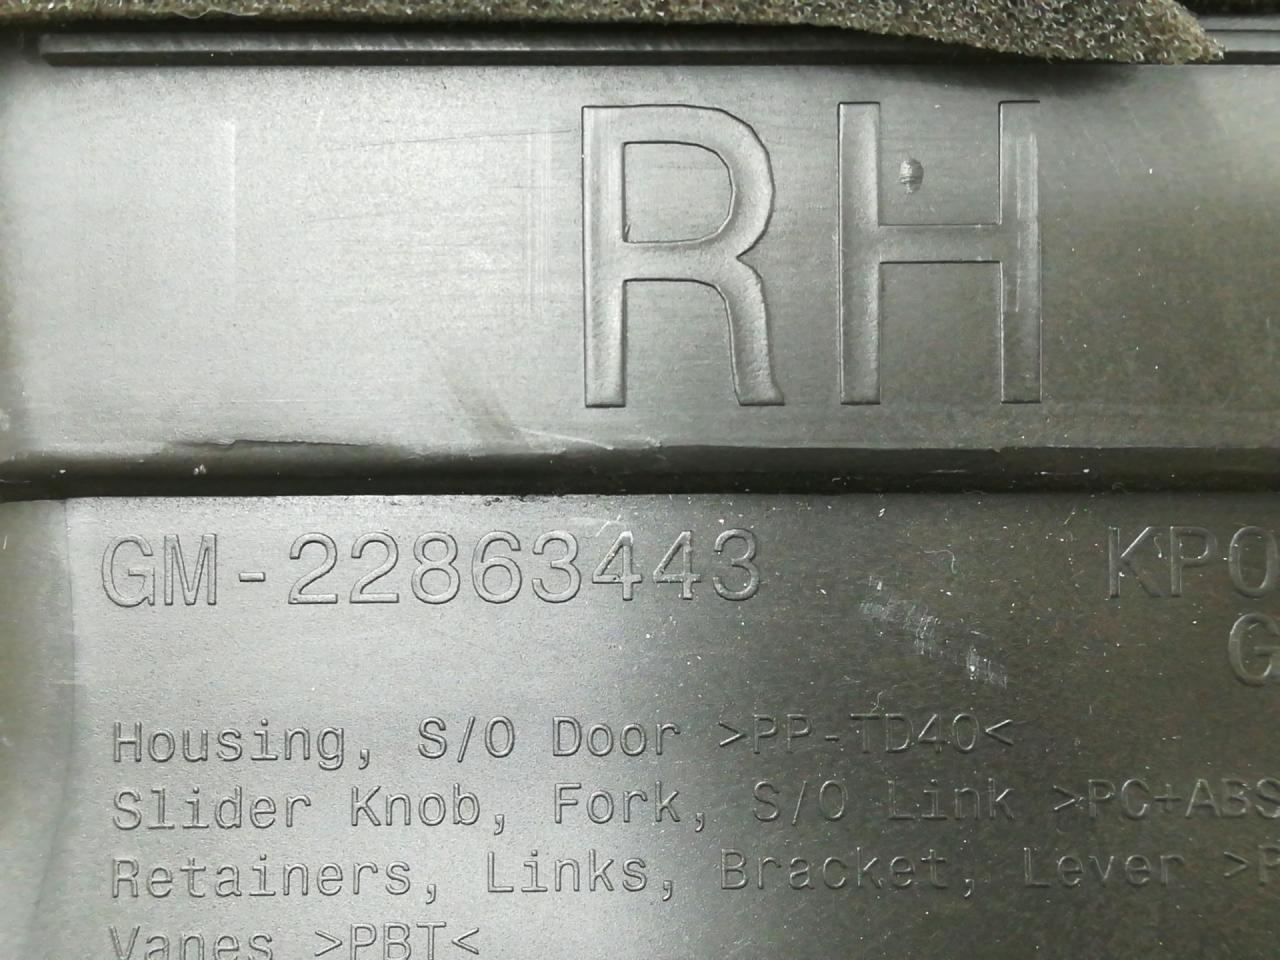 RH
GM-22863443 KP0
G
Housing, S/O Door >PP-TD40<
Slider Knob, Fork, S/O Link >PC+ABS
Retainers, Links, Bracket, Lever >P
Vanes >PBT<